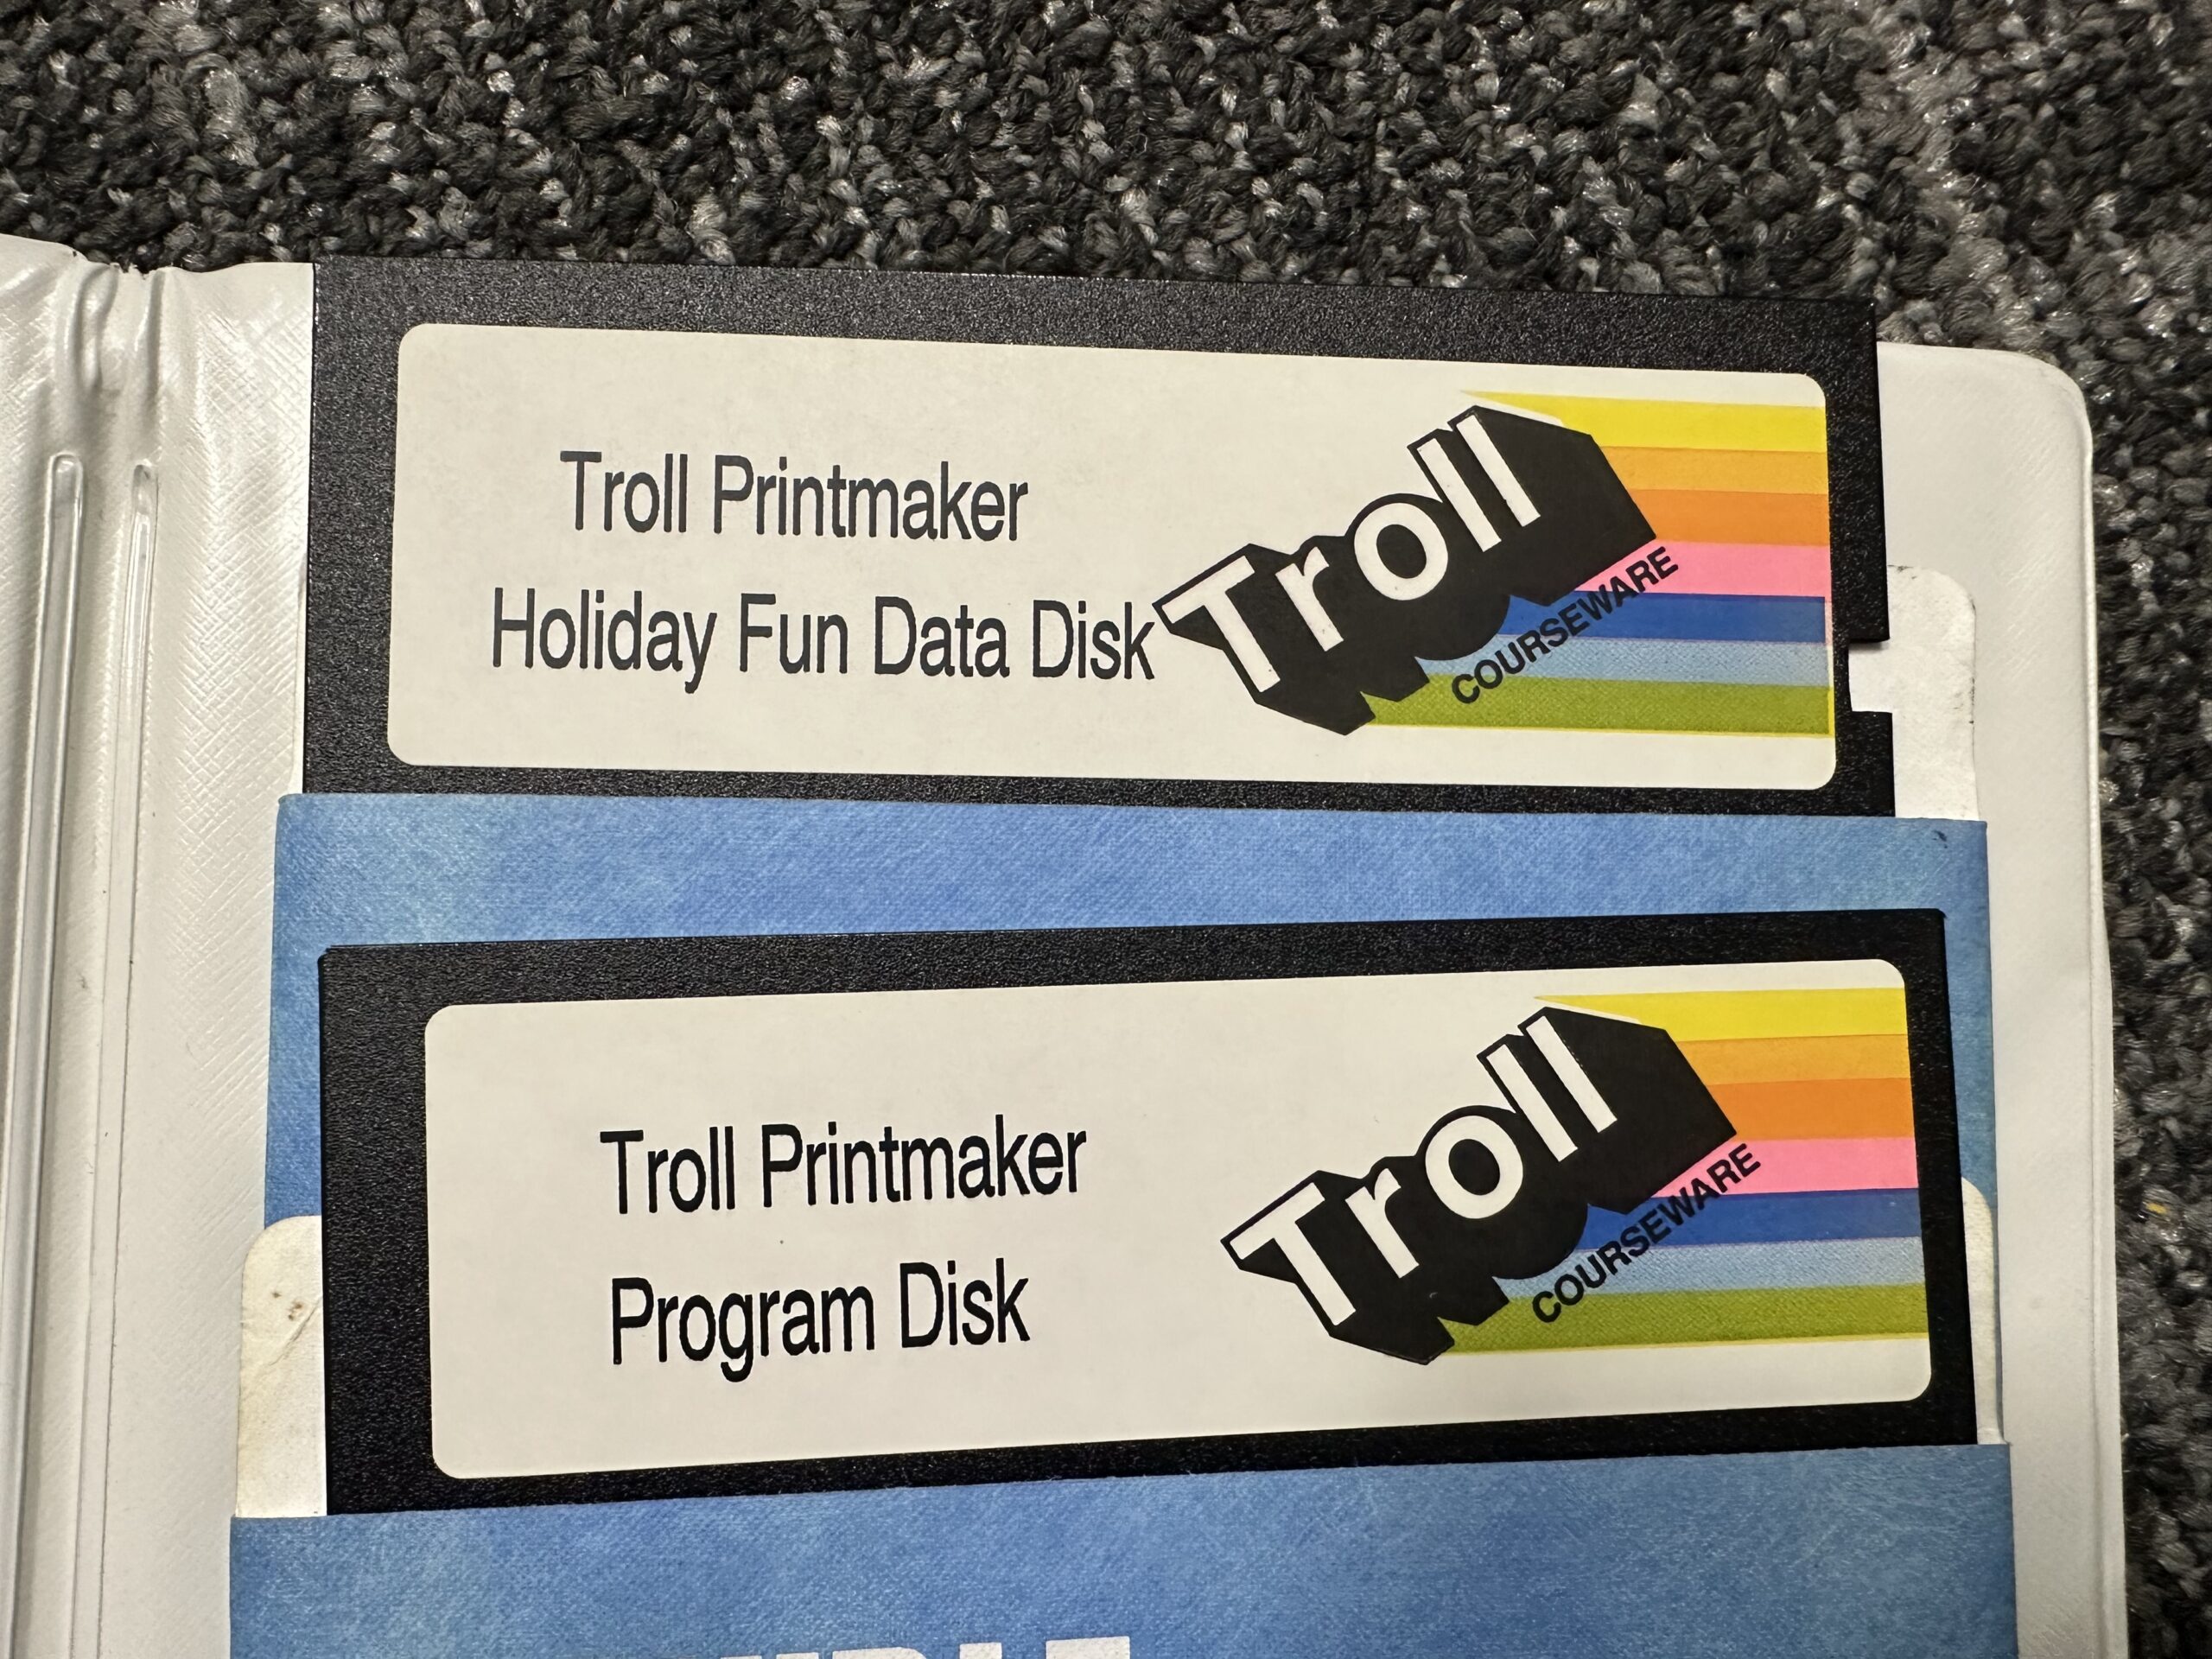 Troll Printmaker
Holiday Fun Data Disk
Troll
COURSEWARE
Troll Printmaker
Program Disk
Troll
COURSEWARE